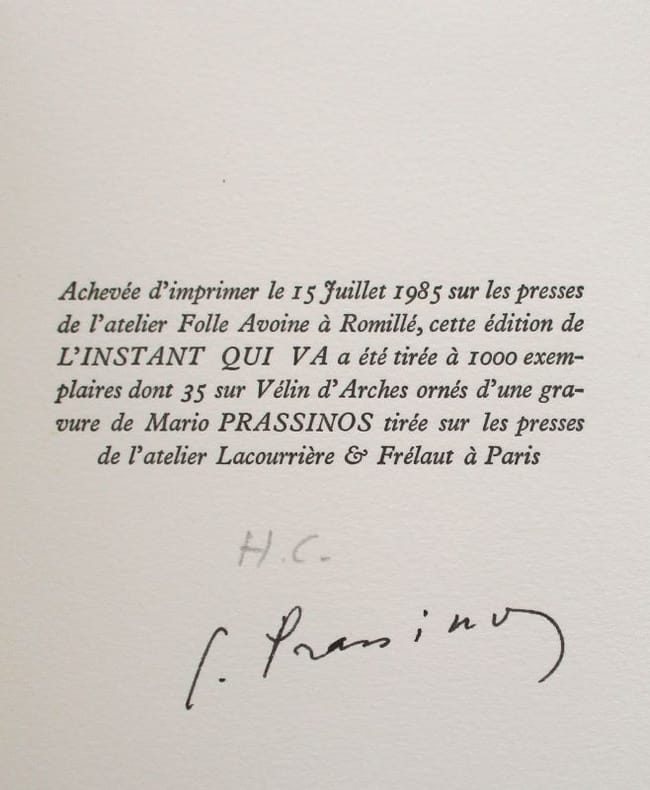 Achevée d'imprimer le 15 Juillet 1985 sur les presses
de l'atelier Folle Avoine à Romillé, cette édition de
L'INSTANT QUI VA a été tirée à 1000 exem-
plaires dont 35 sur Vélin d'Arches ornés d'une gra-
vure de Mario PRASSINOS tirée sur les presses
de l'atelier Lacourrière & Frélaut à Paris
H.C.
G. Prassinos